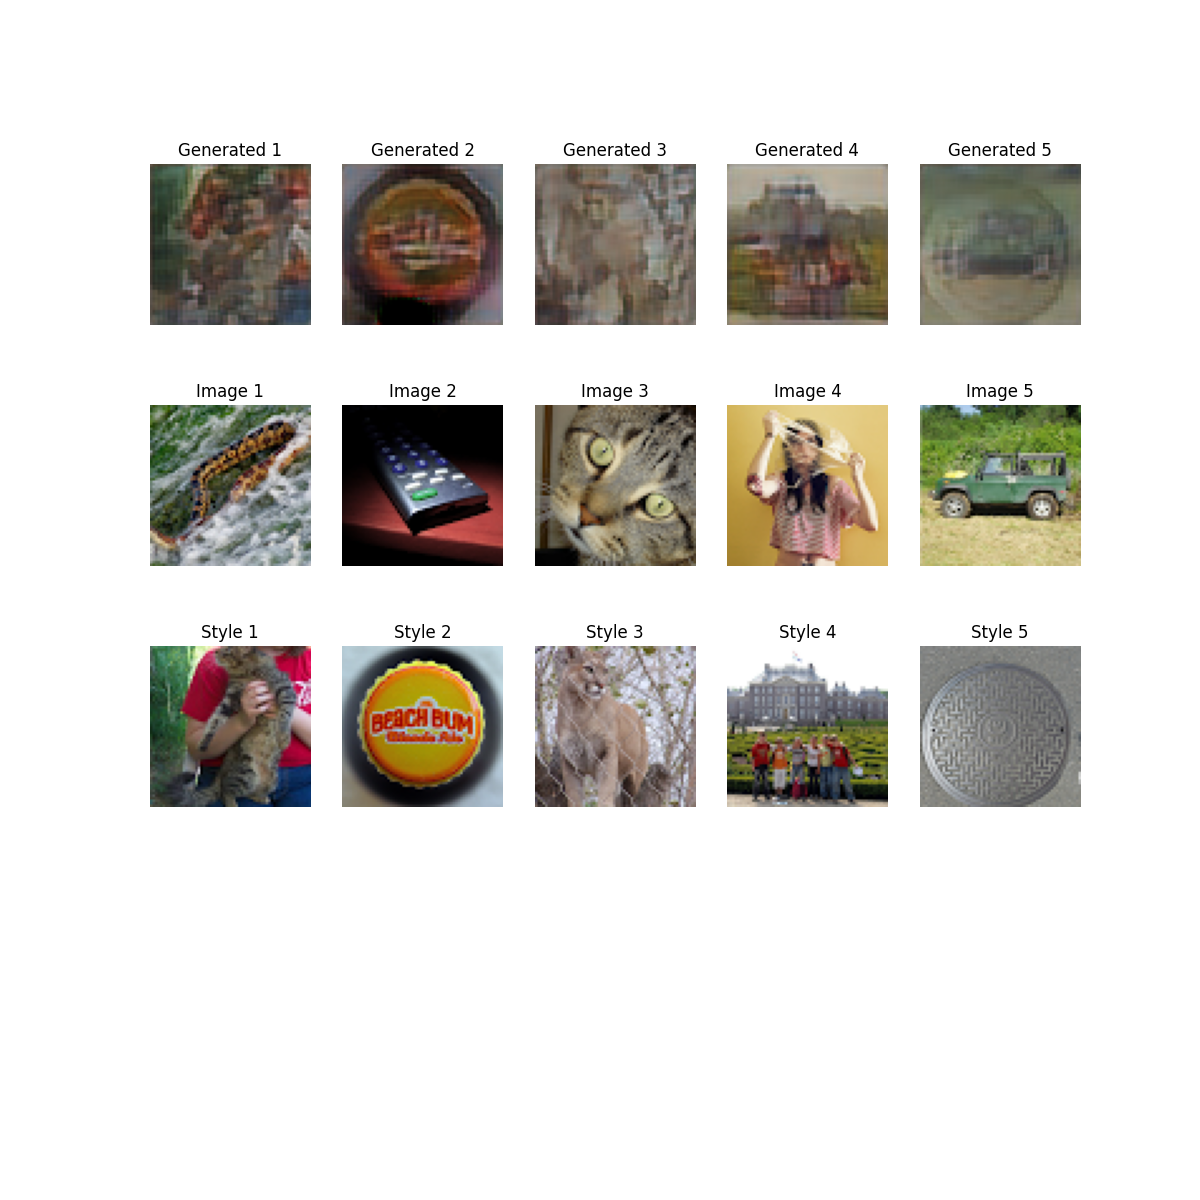 Generated 1
Generated 2
Generated 3
Generated 4
Generated 5
Image 1
Image 2
Image 3
Image 4
Image 5
Style 1
Style 2
Style 3
Style 4
Style 5
BEACH BUM